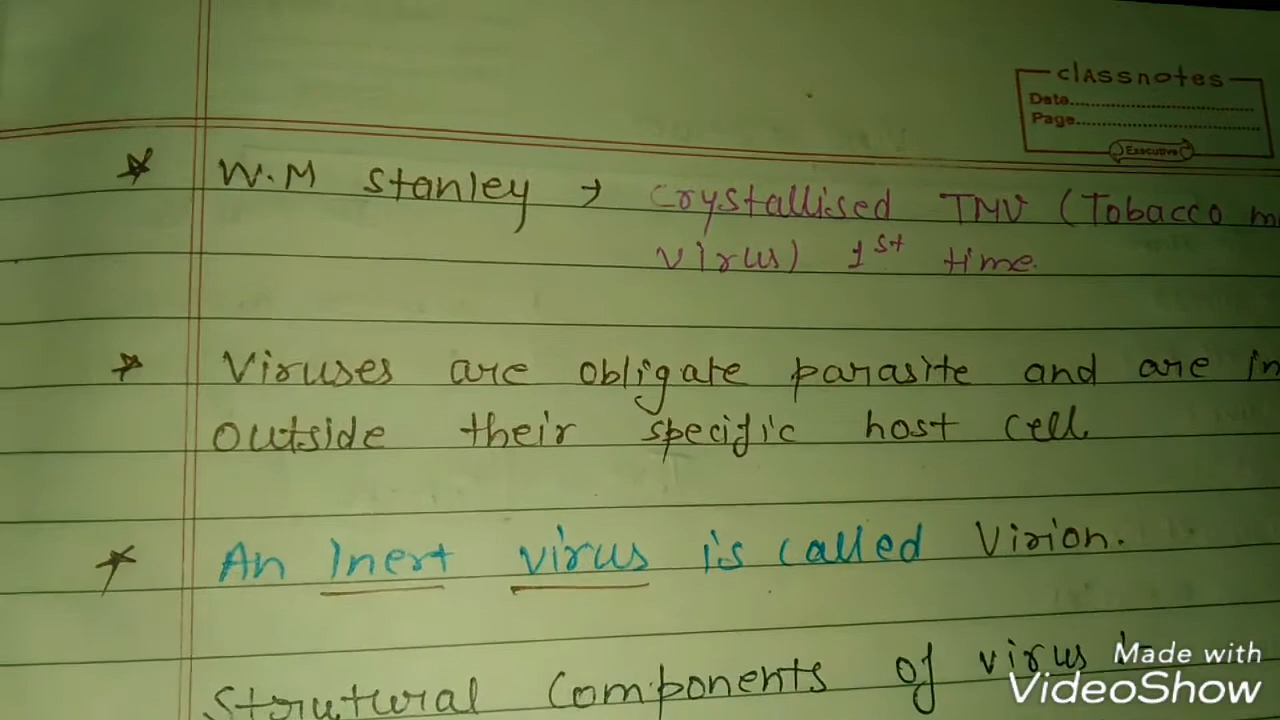 classnotes
Date
Page
Executive
W.M Stanley → Crystallised TMV (Tobacco m
virus) 1st time.
Viruses are obligate parasite and are in
outside their specific host cell.
An Inert virus is called Virion.
Structural components of virus
Made with
VideoShow